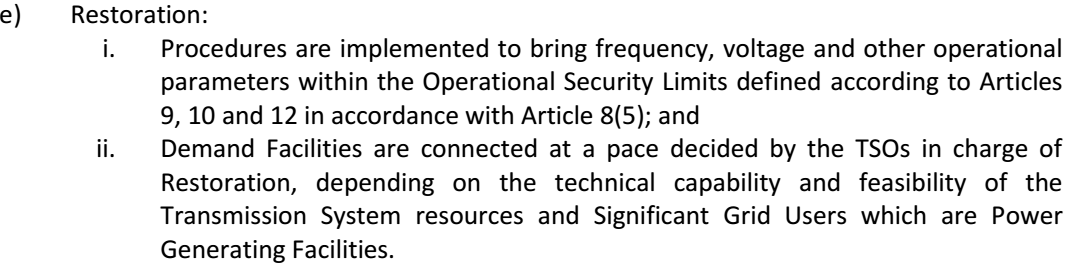 e) Restoration:
i. Procedures are implemented to bring frequency, voltage and other operational
parameters within the Operational Security Limits defined according to Articles
9, 10 and 12 in accordance with Article 8(5); and
ii. Demand Facilities are connected at a pace decided by the TSOs in charge of
Restoration, depending on the technical capability and feasibility of the
Transmission System resources and Significant Grid Users which are Power
Generating Facilities.